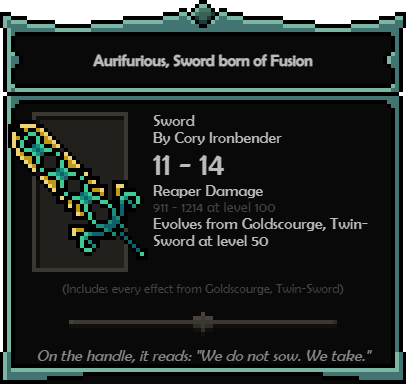 Aurifurious, Sword born of Fusion
Sword
By Cory Ironbender
11 - 14
Reaper Damage
911 - 1214 at level 100
Evolves from Goldscourge, Twin-
Sword at level 50
(Includes every effect from Goldscourge, Twin-Sword)
On the handle, it reads: "We do not sow. We take."